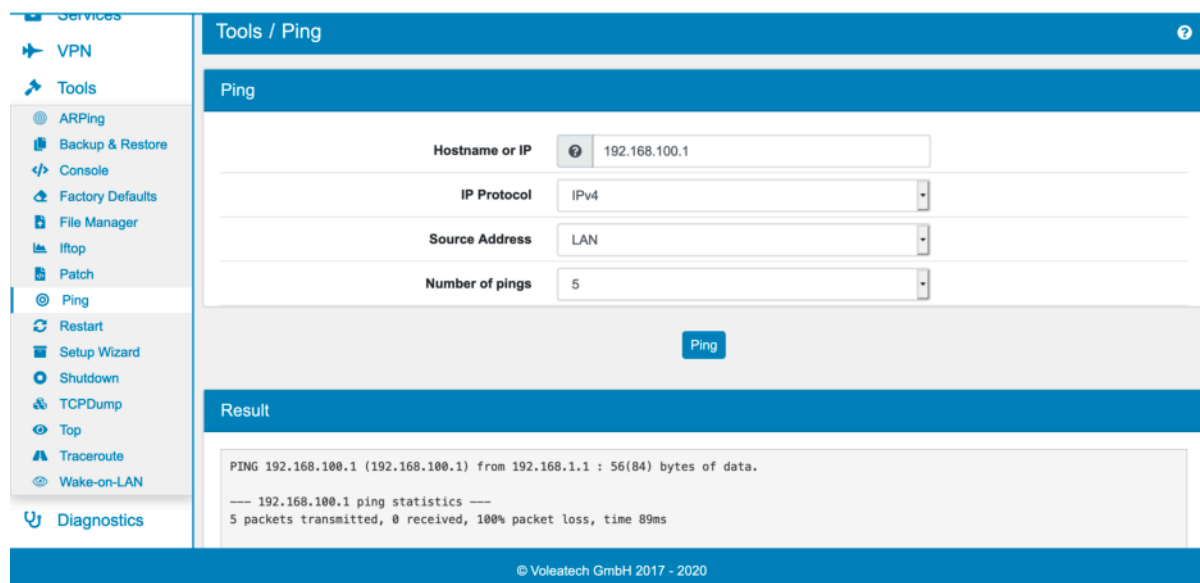 Services
VPN
Tools
ARPing
Backup & Restore
Console
Factory Defaults
File Manager
Iftop
Patch
Ping
Restart
Setup Wizard
Shutdown
TCPDump
Top
Traceroute
Wake-on-LAN
Diagnostics
Tools / Ping
Ping
Hostname or IP 192.168.100.1
IP Protocol IPv4
Source Address LAN
Number of pings 5
Ping
Result
PING 192.168.100.1 (192.168.100.1) from 192.168.1.1 : 56(84) bytes of data.
--- 192.168.100.1 ping statistics ---
5 packets transmitted, 0 received, 100% packet loss, time 89ms
© Voleatech GmbH 2017 - 2020